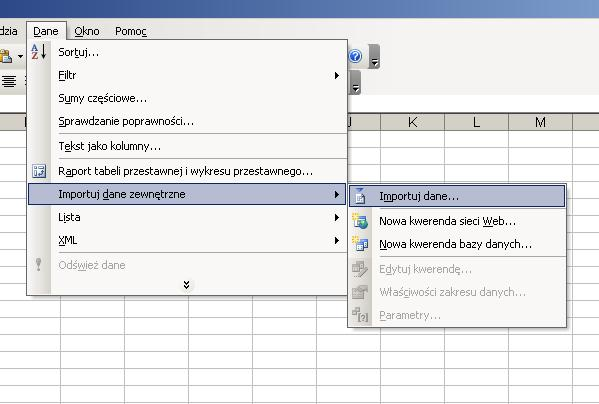 dzia Dane Okno Pomoc
Sortuj...
Filtr
Sumy częściowe...
Sprawdzanie poprawności...
Tekst jako kolumny...
Raport tabeli przestawnej i wykresu przestawnego...
Importuj dane zewnętrzne
Lista
XML
Odśwież dane
Importuj dane...
Nowa kwerenda sieci Web...
Nowa kwerenda bazy danych...
Edytuj kwerendę...
Właściwości zakresu danych...
Parametry...
J K L M